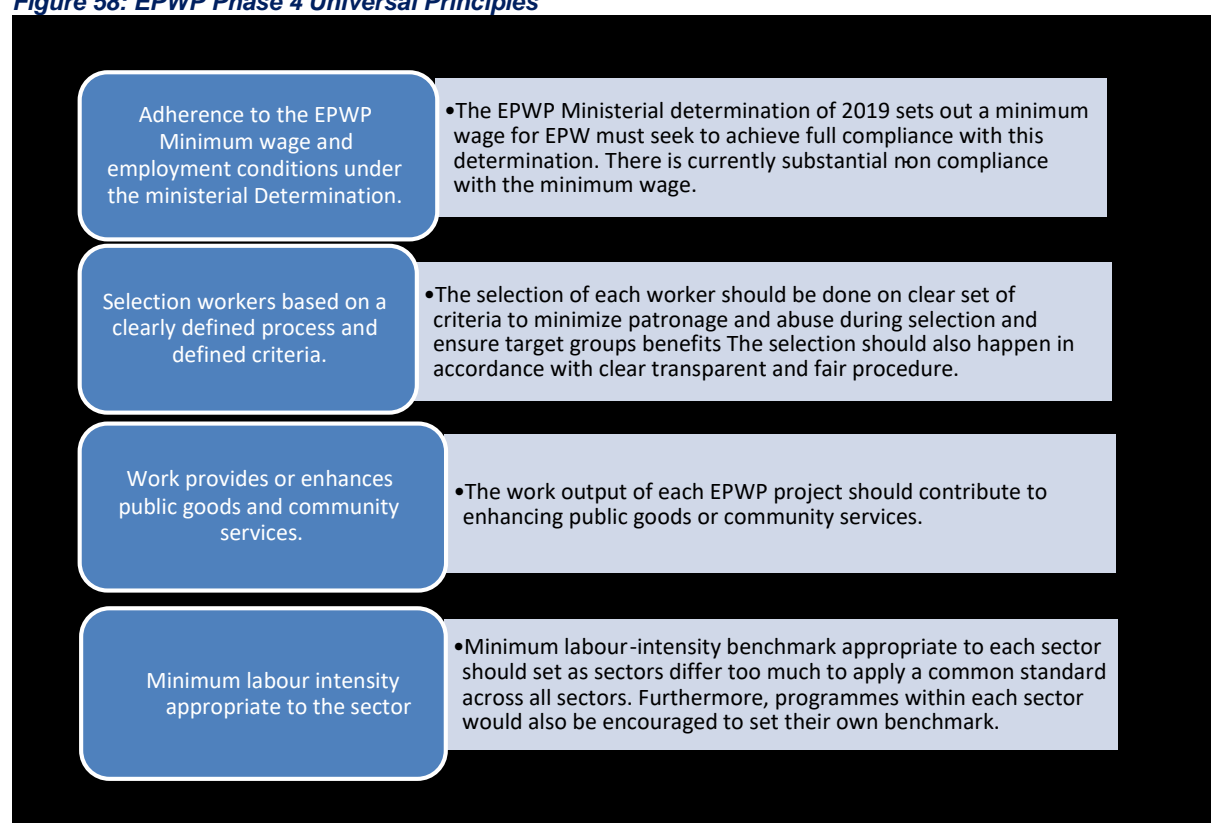 Figure 58: EPWP Phase 4 Universal Principles
Adherence to the EPWP
Minimum wage and
employment conditions under
the ministerial Determination.
•The EPWP Ministerial determination of 2019 sets out a minimum
wage for EPW must seek to achieve full compliance with this
determination. There is currently substantial non compliance
with the minimum wage.
Selection workers based on a
clearly defined process and
defined criteria.
•The selection of each worker should be done on clear set of
criteria to minimize patronage and abuse during selection and
ensure target groups benefits The selection should also happen in
accordance with clear transparent and fair procedure.
Work provides or enhances
public goods and community
services.
•The work output of each EPWP project should contribute to
enhancing public goods or community services.
Minimum labour intensity
appropriate to the sector
•Minimum labour-intensity benchmark appropriate to each sector
should set as sectors differ too much to apply a common standard
across all sectors. Furthermore, programmes within each sector
would also be encouraged to set their own benchmark.